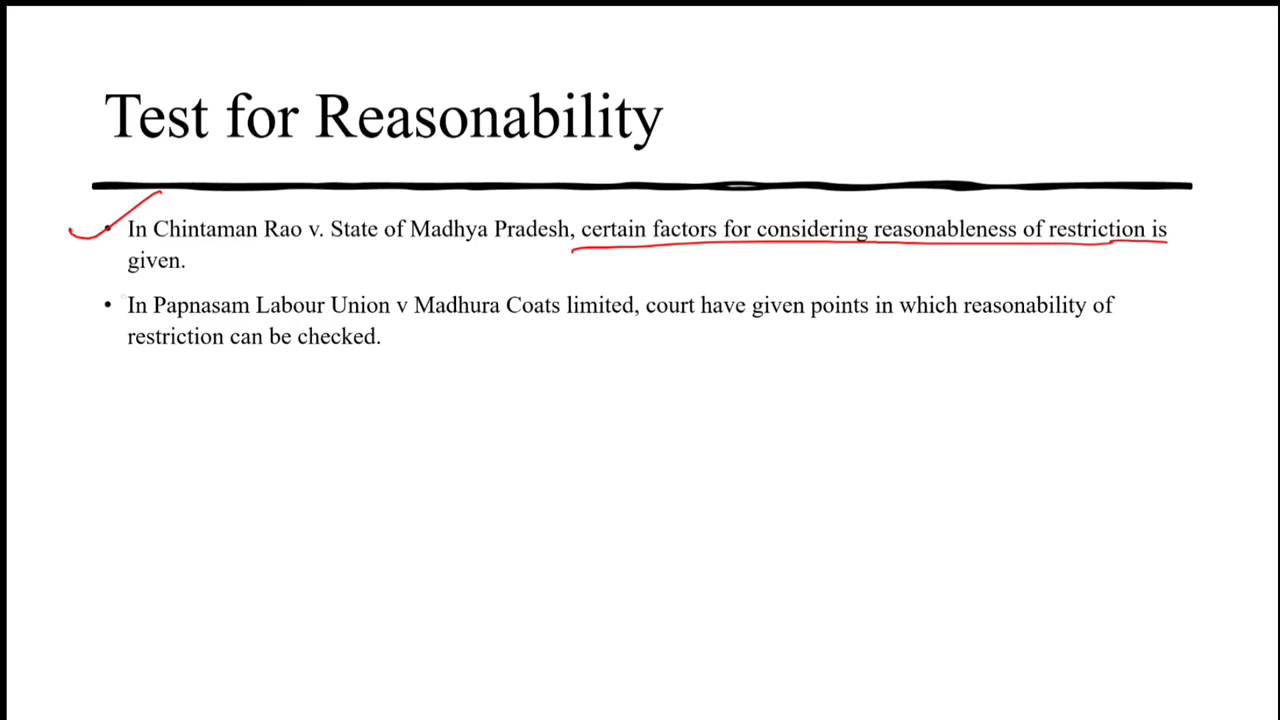 Test for Reasonability
• In Chintaman Rao v. State of Madhya Pradesh, certain factors for considering reasonableness of restriction is
given.
• In Papnasam Labour Union v Madhura Coats limited, court have given points in which reasonability of
restriction can be checked.